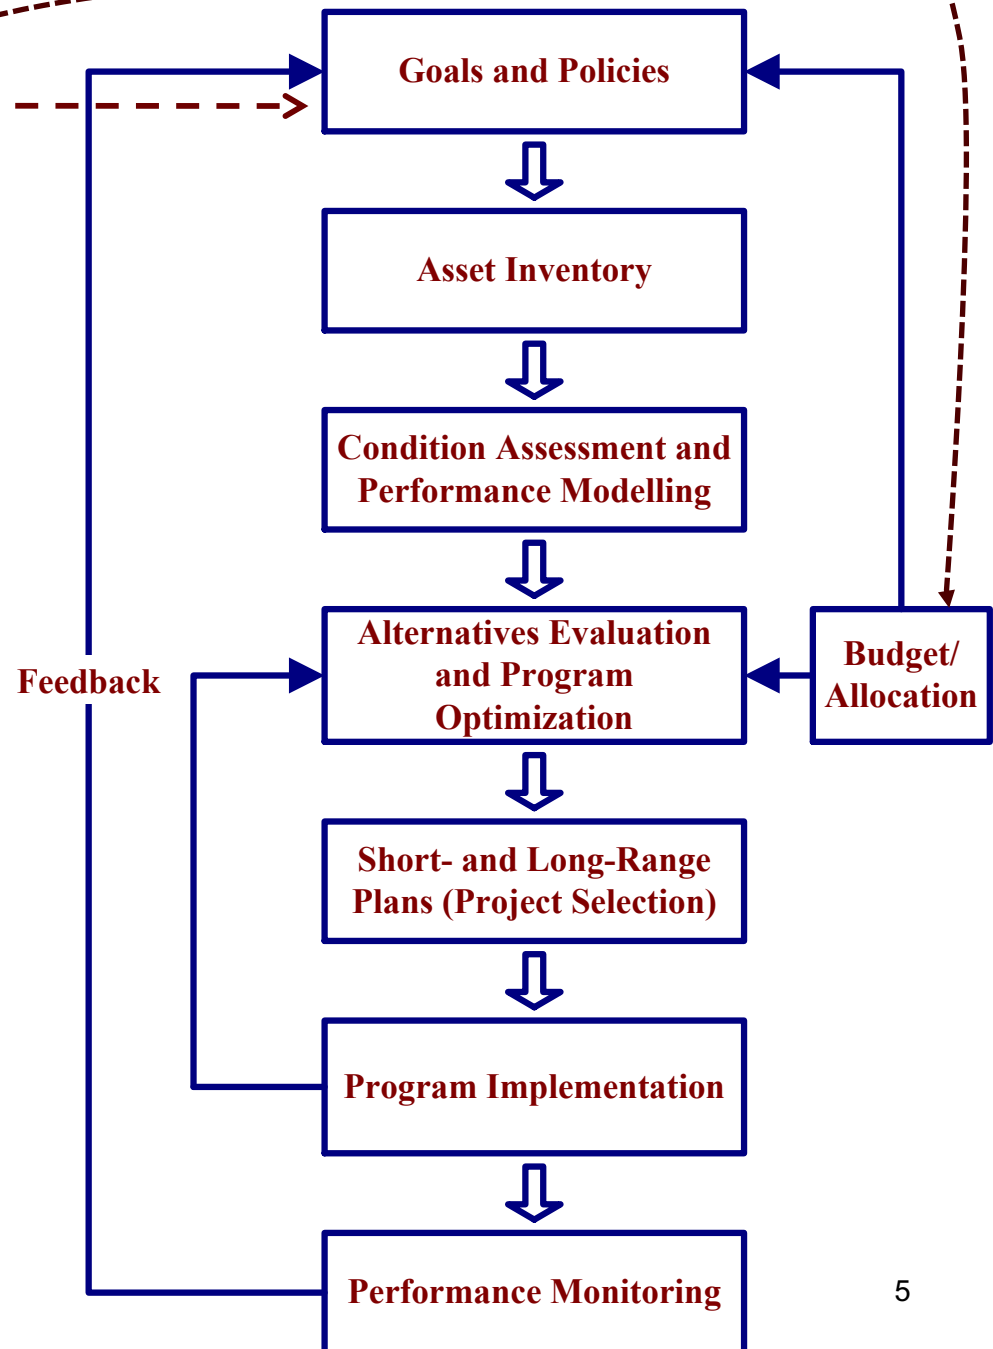 Goals and Policies
Asset Inventory
Condition Assessment and
Performance Modelling
Alternatives Evaluation
and Program
Optimization
Budget/
Allocation
Feedback
Short- and Long-Range
Plans (Project Selection)
Program Implementation
Performance Monitoring
5